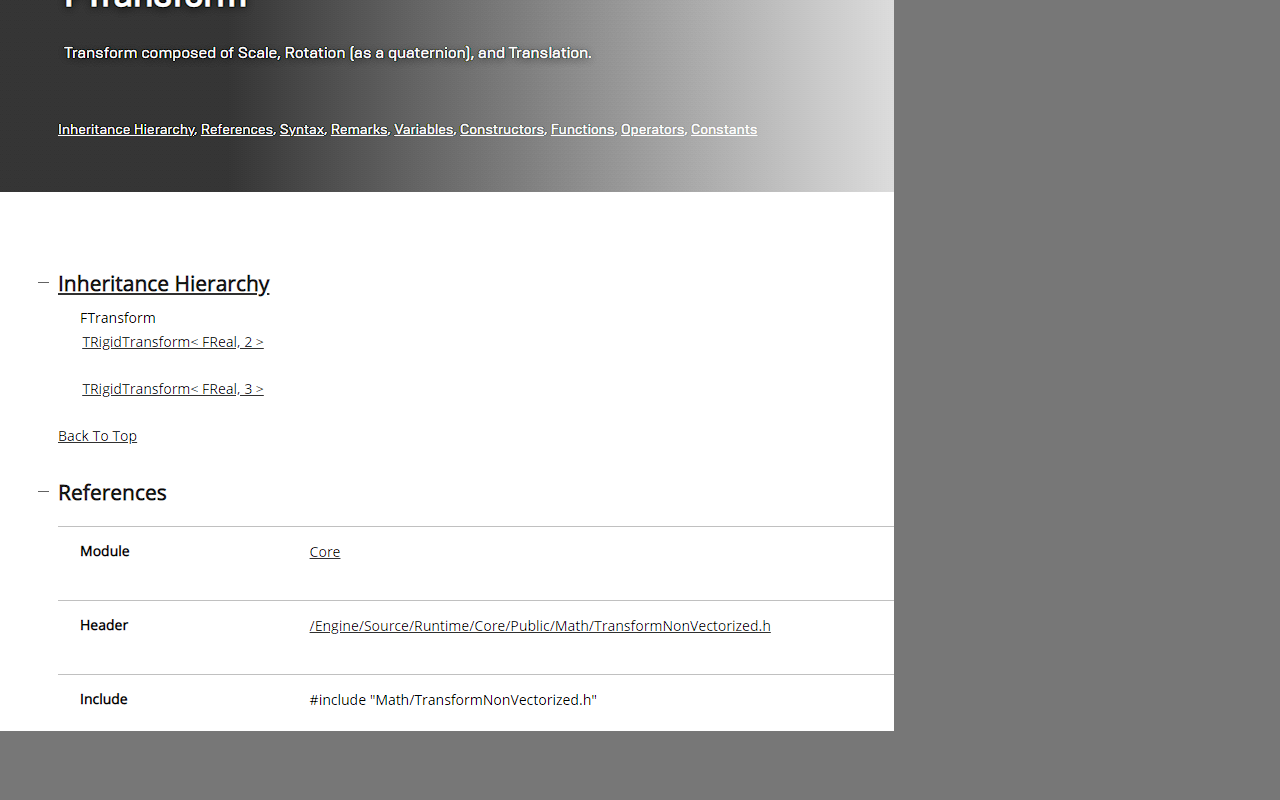 FTransform
Transform composed of Scale, Rotation (as a quaternion), and Translation.
Inheritance Hierarchy, References, Syntax, Remarks, Variables, Constructors, Functions, Operators, Constants
Inheritance Hierarchy
FTransform
TRigidTransform< FReal, 2 >
TRigidTransform< FReal, 3 >
Back To Top
References
Module Core
Header /Engine/Source/Runtime/Core/Public/Math/TransformNonVectorized.h
Include #include "Math/TransformNonVectorized.h"